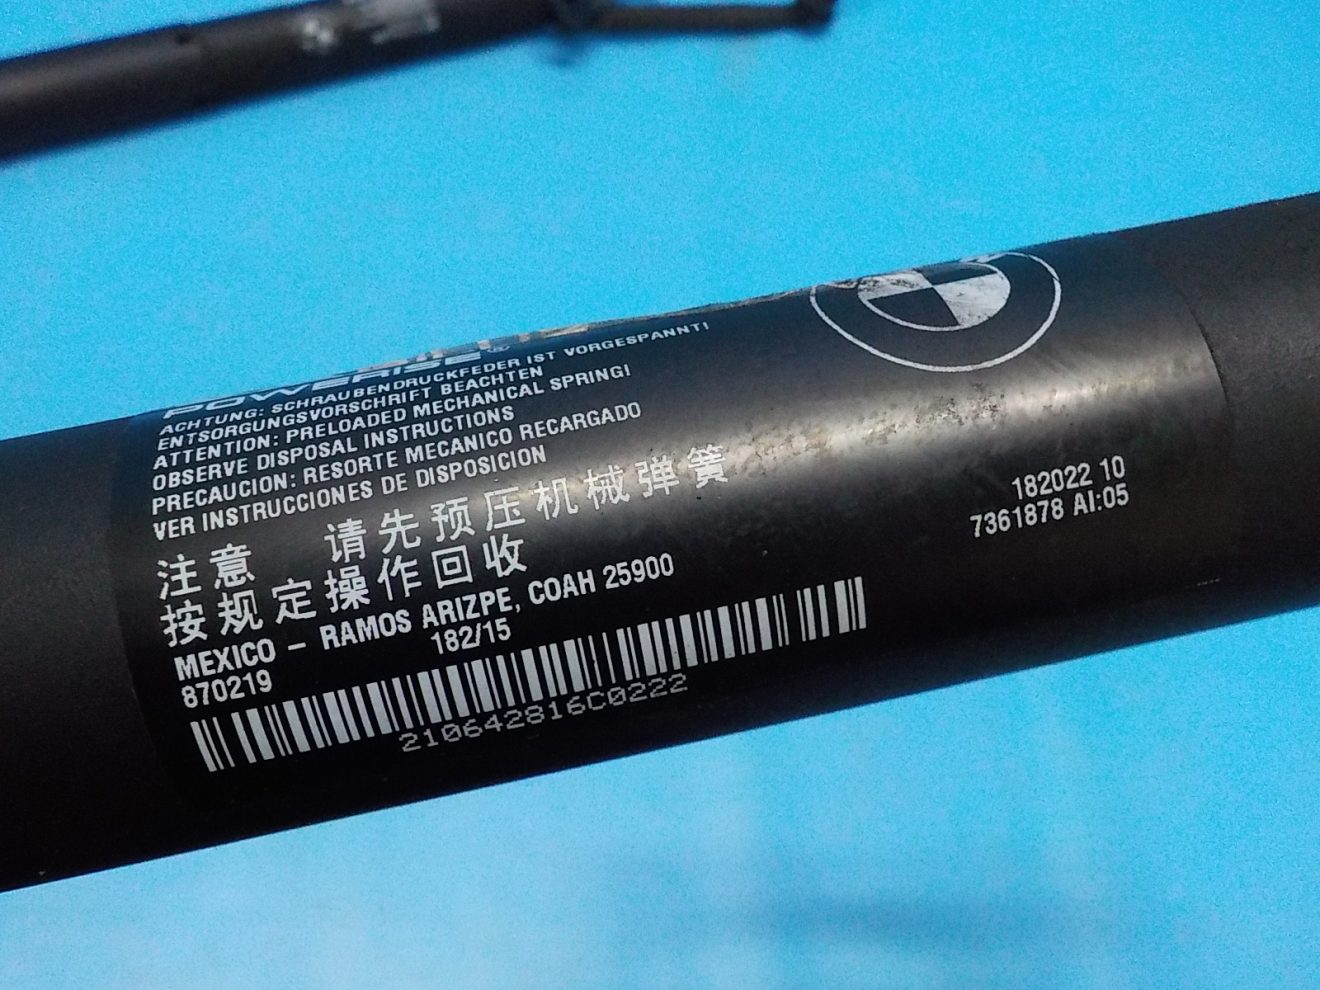 POWERISE®
ACHTUNG: SCHRAUBENDRUCKFEDER IST VORGESPANNT!
ENTSORGUNGSVORSCHRIFT BEACHTEN
ATTENTION: PRELOADED MECHANICAL SPRING!
OBSERVE DISPOSAL INSTRUCTIONS
PRECAUCION: RESORTE MECANICO RECARGADO
VER INSTRUCCIONES DE DISPOSICION
注意 请先预压机械弹簧
按规定操作回收
MEXICO – RAMOS ARIZPE, COAH 25900
870219 182/15
210642816C0222
182022 10
7361878 AI:05